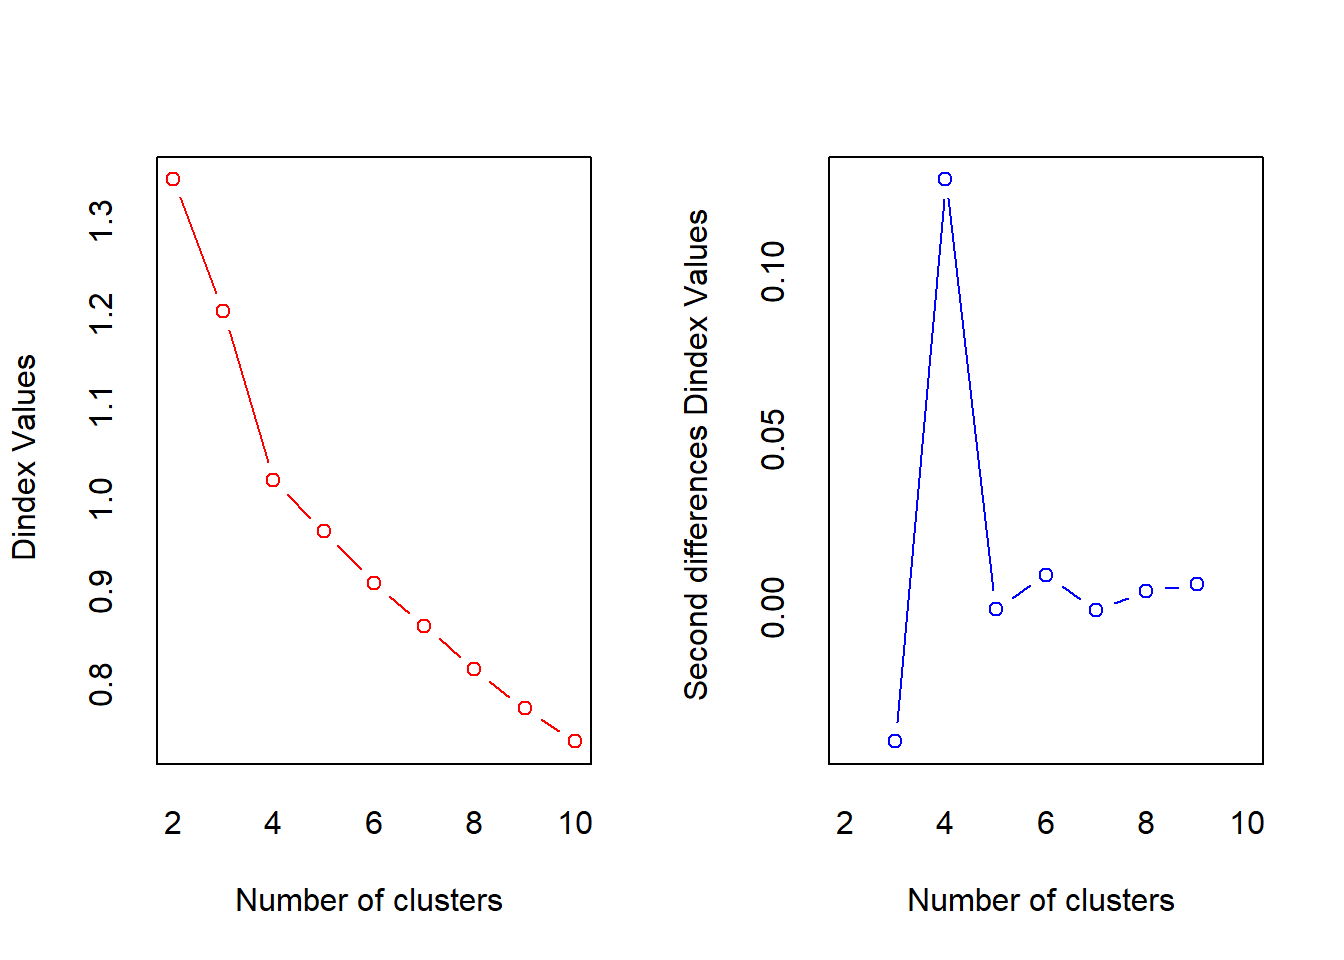 Dindex Values
1.3
1.2
1.1
1.0
0.9
0.8
2 4 6 8 10
Number of clusters
Second differences Dindex Values
0.10
0.05
0.00
2 4 6 8 10
Number of clusters